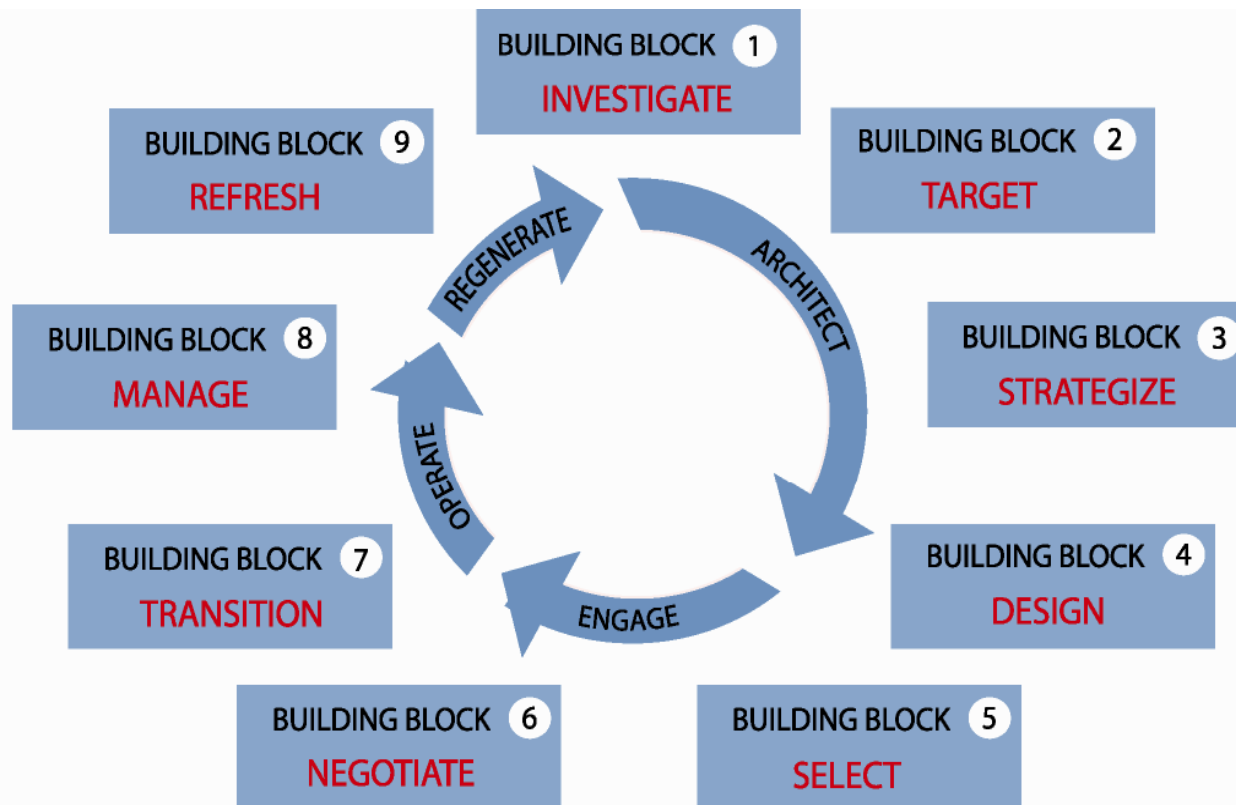 BUILDING BLOCK 1
INVESTIGATE
BUILDING BLOCK 2
TARGET
BUILDING BLOCK 3
STRATEGIZE
BUILDING BLOCK 4
DESIGN
BUILDING BLOCK 5
SELECT
BUILDING BLOCK 6
NEGOTIATE
BUILDING BLOCK 7
TRANSITION
BUILDING BLOCK 8
MANAGE
BUILDING BLOCK 9
REFRESH
ARCHITECT
ENGAGE
OPERATE
REGENERATE